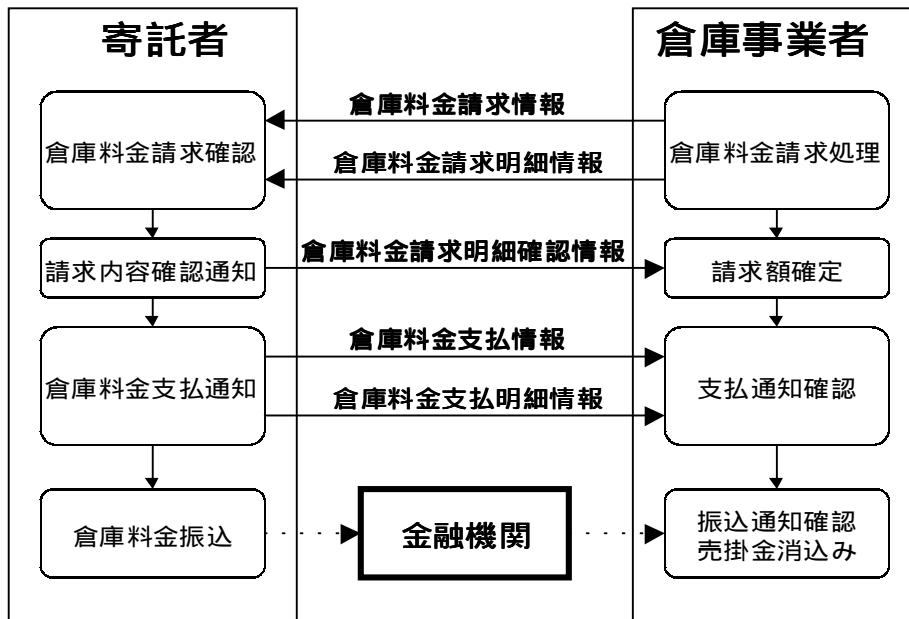 寄託者
倉庫事業者
倉庫料金請求情報
倉庫料金請求確認
倉庫料金請求処理
倉庫料金請求明細情報
倉庫料金請求明細確認情報
請求内容確認通知
請求額確定
倉庫料金支払情報
倉庫料金支払通知
支払通知確認
倉庫料金支払明細情報
倉庫料金振込
金融機関
振込通知確認
売掛金消込み